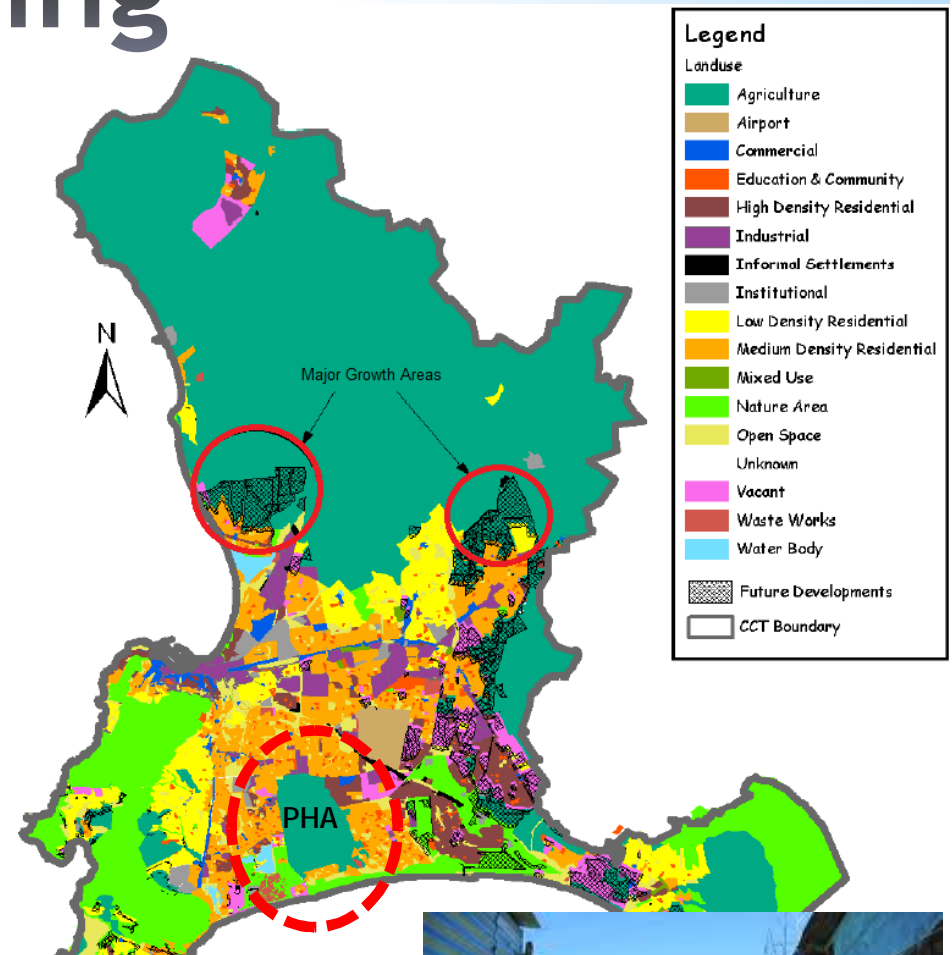 ing
Legend
Landuse
Agriculture
Airport
Commercial
Education & Community
High Density Residential
Industrial
Informal Settlements
Institutional
Low Density Residential
Medium Density Residential
Mixed Use
Nature Area
Open Space
Unknown
Vacant
Waste Works
Water Body
Future Developments
CCT Boundary
N
Major Growth Areas
PHA